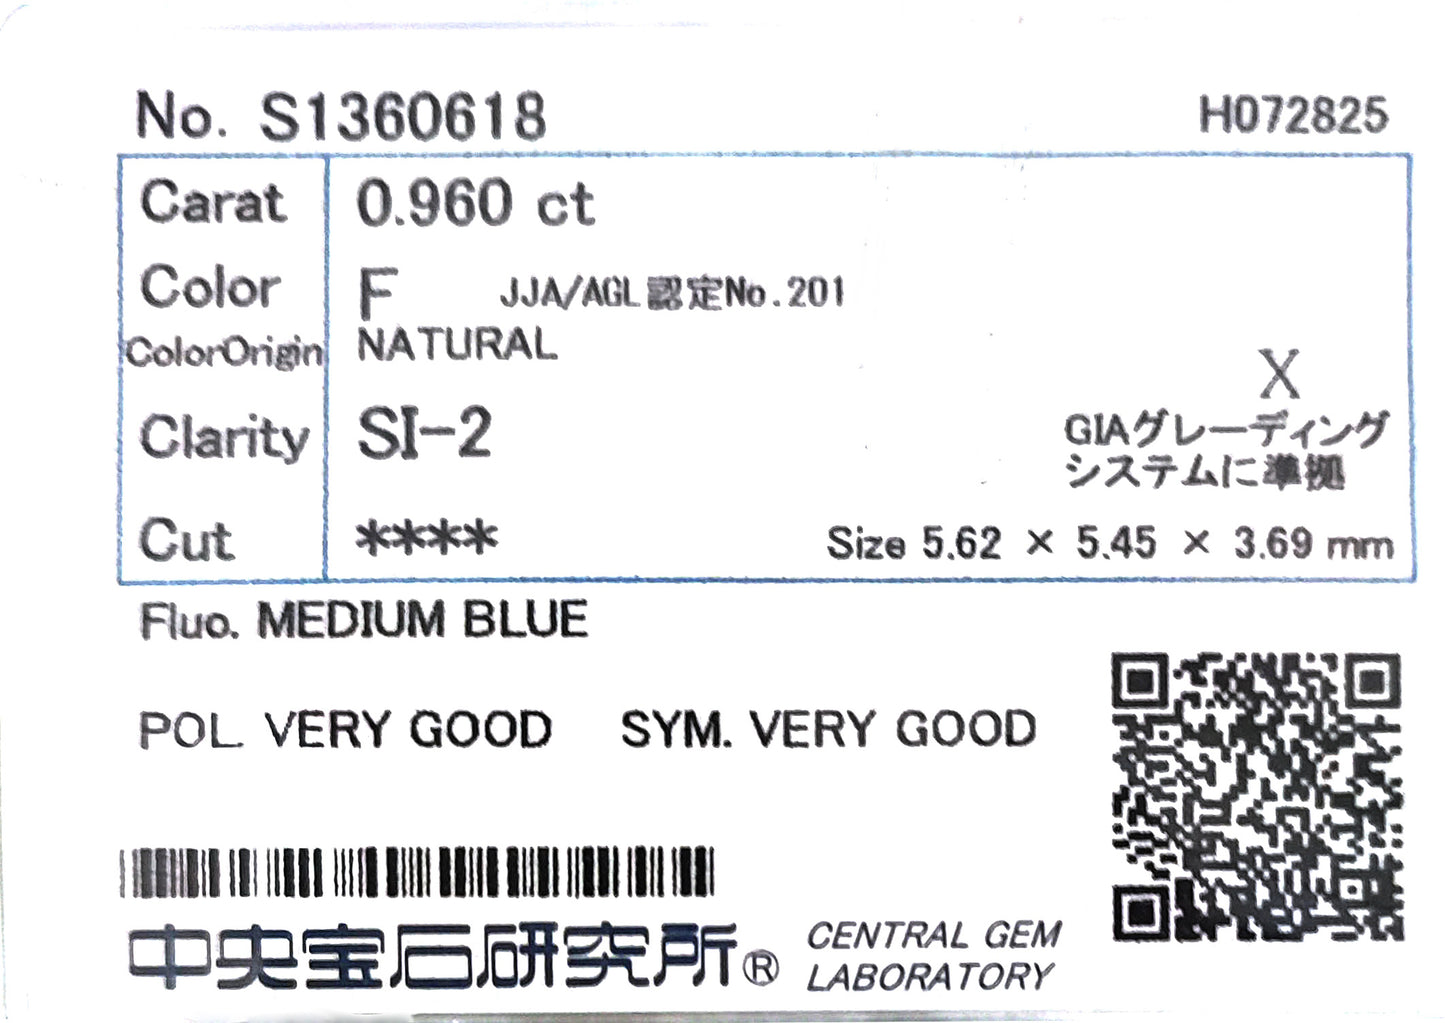 No. S1360618 H072825
Carat 0.960 ct
Color F JJA/AGL認定No.201
ColorOrigin NATURAL
X
Clarity SI-2 GIAグレーディング
システムに準拠
Cut **** Size 5.62 × 5.45 × 3.69 mm
Fluo. MEDIUM BLUE
POL. VERY GOOD SYM. VERY GOOD
中央宝石研究所® CENTRAL GEM
LABORATORY